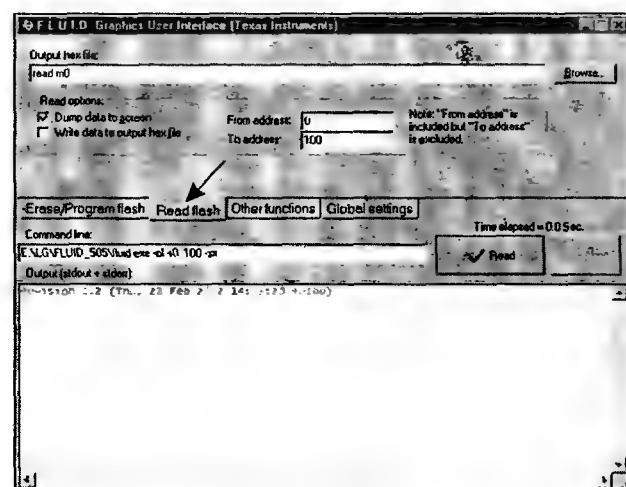 F L U I D Graphics User Interface (Texas Instruments)
Output hex file:
read m0
Browse..
Read options:
Dump data to screen
Write data to output hex file
From address: 0
To address: 100
Note: "From address" is
included but "To address"
is excluded.
Erase/Program flash Read flash Other functions Global settings
Time elapsed = 0.0 Sec.
Command line:
Read
Output (stdout + stderr):